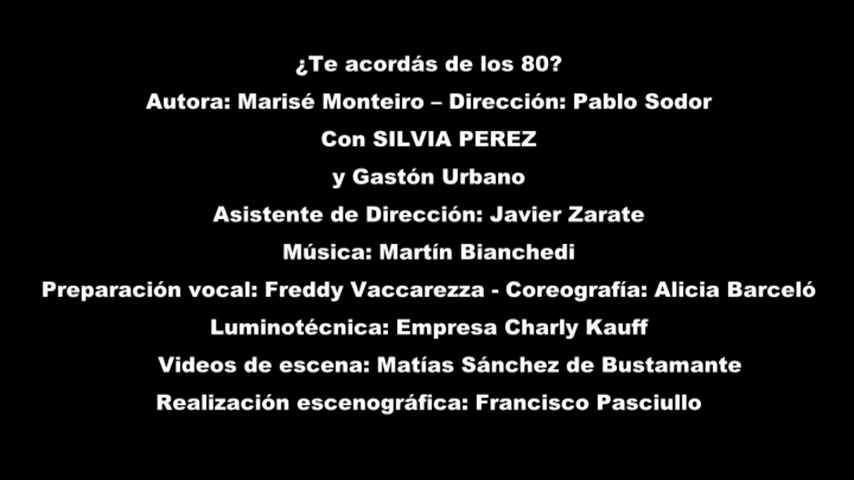 ¿Te acordás de los 80?
Autora: Marisé Monteiro – Dirección: Pablo Sodor
Con SILVIA PEREZ
y Gastón Urbano
Asistente de Dirección: Javier Zarate
Música: Martín Bianchedi
Preparación vocal: Freddy Vaccarezza - Coreografía: Alicia Barceló
Luminotécnica: Empresa Charly Kauff
Videos de escena: Matías Sánchez de Bustamante
Realización escenográfica: Francisco Pasciullo